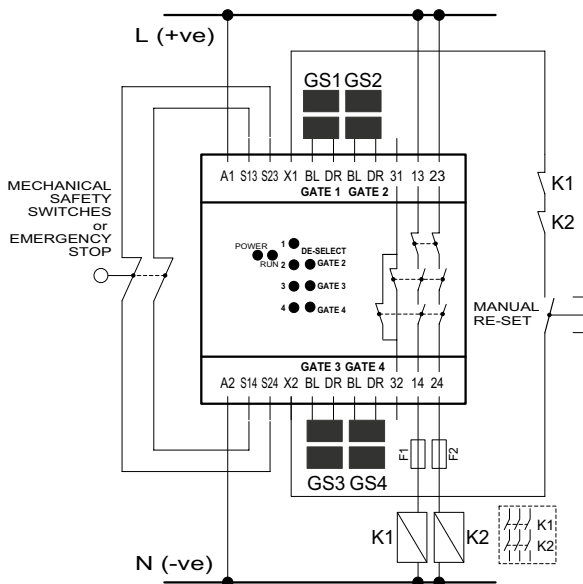 L (+ve)
GS1 GS2
A1 S13 S23 X1 BL DR BL DR 31 13 23
GATE 1 GATE 2
K1
K2
MECHANICAL
SAFETY
SWITCHES
or
EMERGENCY
STOP
POWER
RUN
1
DE-SELECT
2 GATE 2
3 GATE 3
4 GATE 4
MANUAL
RE-SET
GATE 3 GATE 4
A2 S14 S24 X2 BL DR BL DR 32 14 24
F1
F2
GS3 GS4
K1
K2
K1
K2
N (-ve)